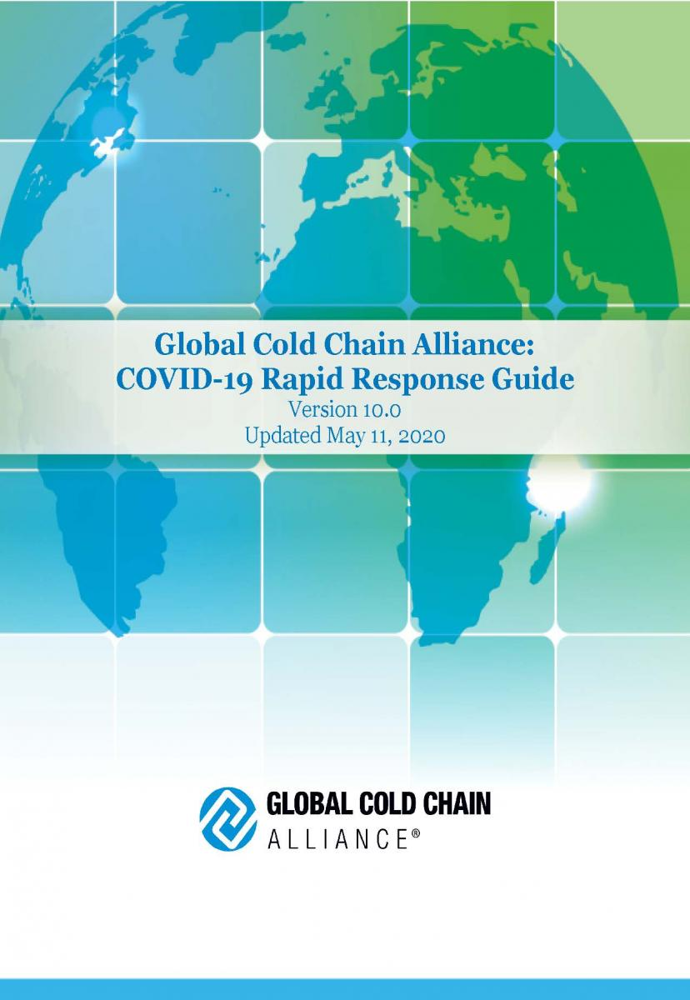 Global Cold Chain Alliance:
COVID-19 Rapid Response Guide
Version 10.0
Updated May 11, 2020
GLOBAL COLD CHAIN
ALLIANCE®